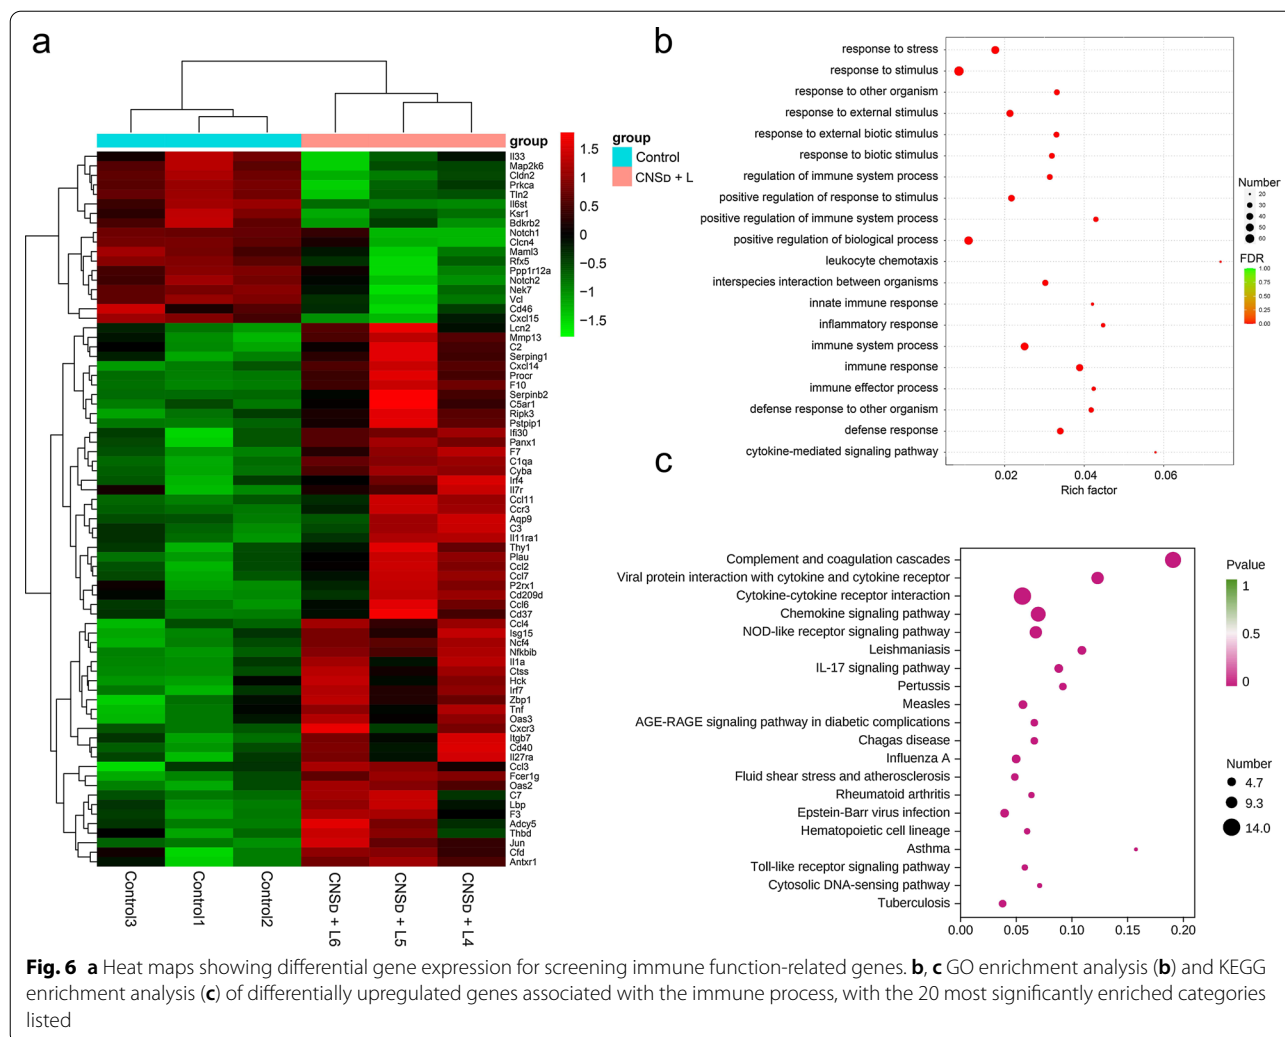 a
group
Il33
Map2k6
Cldn2
Prkca
Tln2
Il6st
Ksr1
Bdkrb2
Notch1
Clcn4
Maml3
Rfx5
Ppp1r12a
Notch2
Nek7
Vcl
Cd46
Cxcl15
Lcn2
Mmp13
C2
Serping1
Cxcl14
Procr
F10
Serpinb2
C5ar1
Ripk3
Pstpip1
Ifi30
Panx1
F7
C1qa
Cyba
Irf4
Il7r
Ccl11
Ccr3
Aqp9
C3
Il11ra1
Thy1
Plau
Ccl2
Ccl7
P2rx1
Cd209d
Ccl6
Cd37
Ccl4
Isg15
Ncf4
Nfkbib
Il1a
Ctss
Hck
Irf7
Zbp1
Tnf
Oas3
Cxcr3
Itgb7
Cd40
Il27ra
Ccl3
Fcer1g
Oas2
C7
Lbp
F3
Adcy5
Thbd
Jun
Cfd
Antxr1
Control3
Control1
Control2
CNSD + L6
CNSD + L5
CNSD + L4
1.5
1
0.5
0
−0.5
−1
−1.5
group
Control
CNSD + L
b
response to stress
response to stimulus
response to other organism
response to external stimulus
response to external biotic stimulus
response to biotic stimulus
regulation of immune system process
positive regulation of response to stimulus
positive regulation of immune system process
positive regulation of biological process
leukocyte chemotaxis
interspecies interaction between organisms
innate immune response
inflammatory response
immune system process
immune response
immune effector process
defense response to other organism
defense response
cytokine-mediated signaling pathway
0.02 0.04 0.06
Rich factor
Number
20
30
40
50
60
FDR
1.00
0.75
0.50
0.25
0.00
c
Complement and coagulation cascades
Viral protein interaction with cytokine and cytokine receptor
Cytokine-cytokine receptor interaction
Chemokine signaling pathway
NOD-like receptor signaling pathway
Leishmaniasis
IL-17 signaling pathway
Pertussis
Measles
AGE-RAGE signaling pathway in diabetic complications
Chagas disease
Influenza A
Fluid shear stress and atherosclerosis
Rheumatoid arthritis
Epstein-Barr virus infection
Hematopoietic cell lineage
Asthma
Toll-like receptor signaling pathway
Cytosolic DNA-sensing pathway
Tuberculosis
0.00 0.05 0.10 0.15 0.20
Pvalue
1
0.5
0
Number
4.7
9.3
14.0
Fig. 6 a Heat maps showing differential gene expression for screening immune function-related genes. b, c GO enrichment analysis (b) and KEGG
enrichment analysis (c) of differentially upregulated genes associated with the immune process, with the 20 most significantly enriched categories
listed